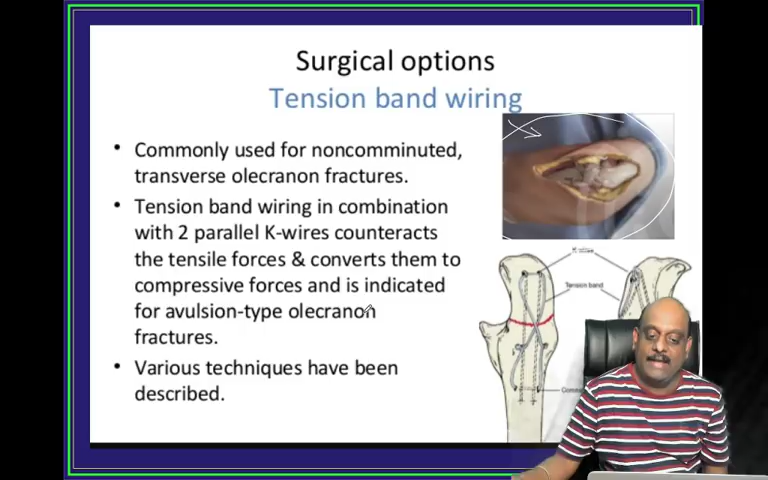 Surgical options
Tension band wiring
• Commonly used for noncomminuted,
transverse olecranon fractures.
• Tension band wiring in combination
with 2 parallel K-wires counteracts
the tensile forces & converts them to
compressive forces and is indicated
for avulsion-type olecranon
fractures.
• Various techniques have been
described.
Tension band